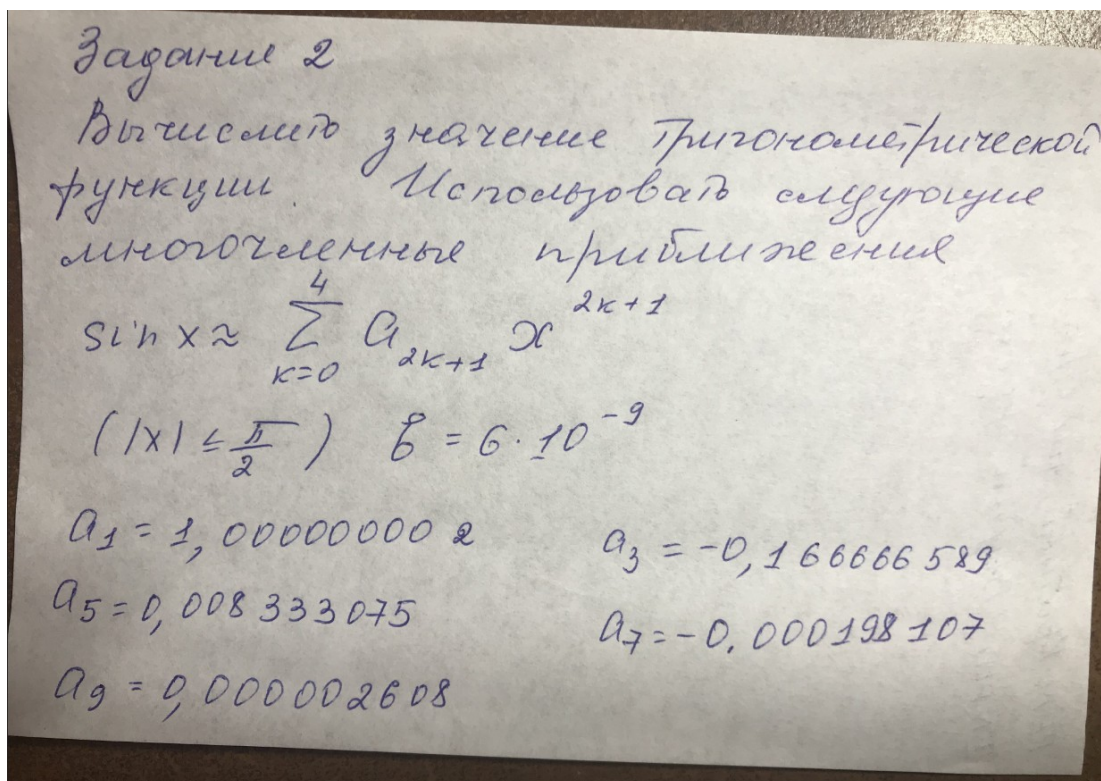 Задание 2
Вычислить значение тригонометрической
функции. Использовать следующие
многочленные приближения
sin x ≈ ∑_{k=0}^{4} a_{2k+1} x^{2k+1}
(|x| ≤ π/2) ξ = 6·10^{-9}
a₁ = 1,000000002 a₃ = -0,166666589
a₅ = 0,008333075 a₇ = -0.000198107
a₉ = 0,000002608